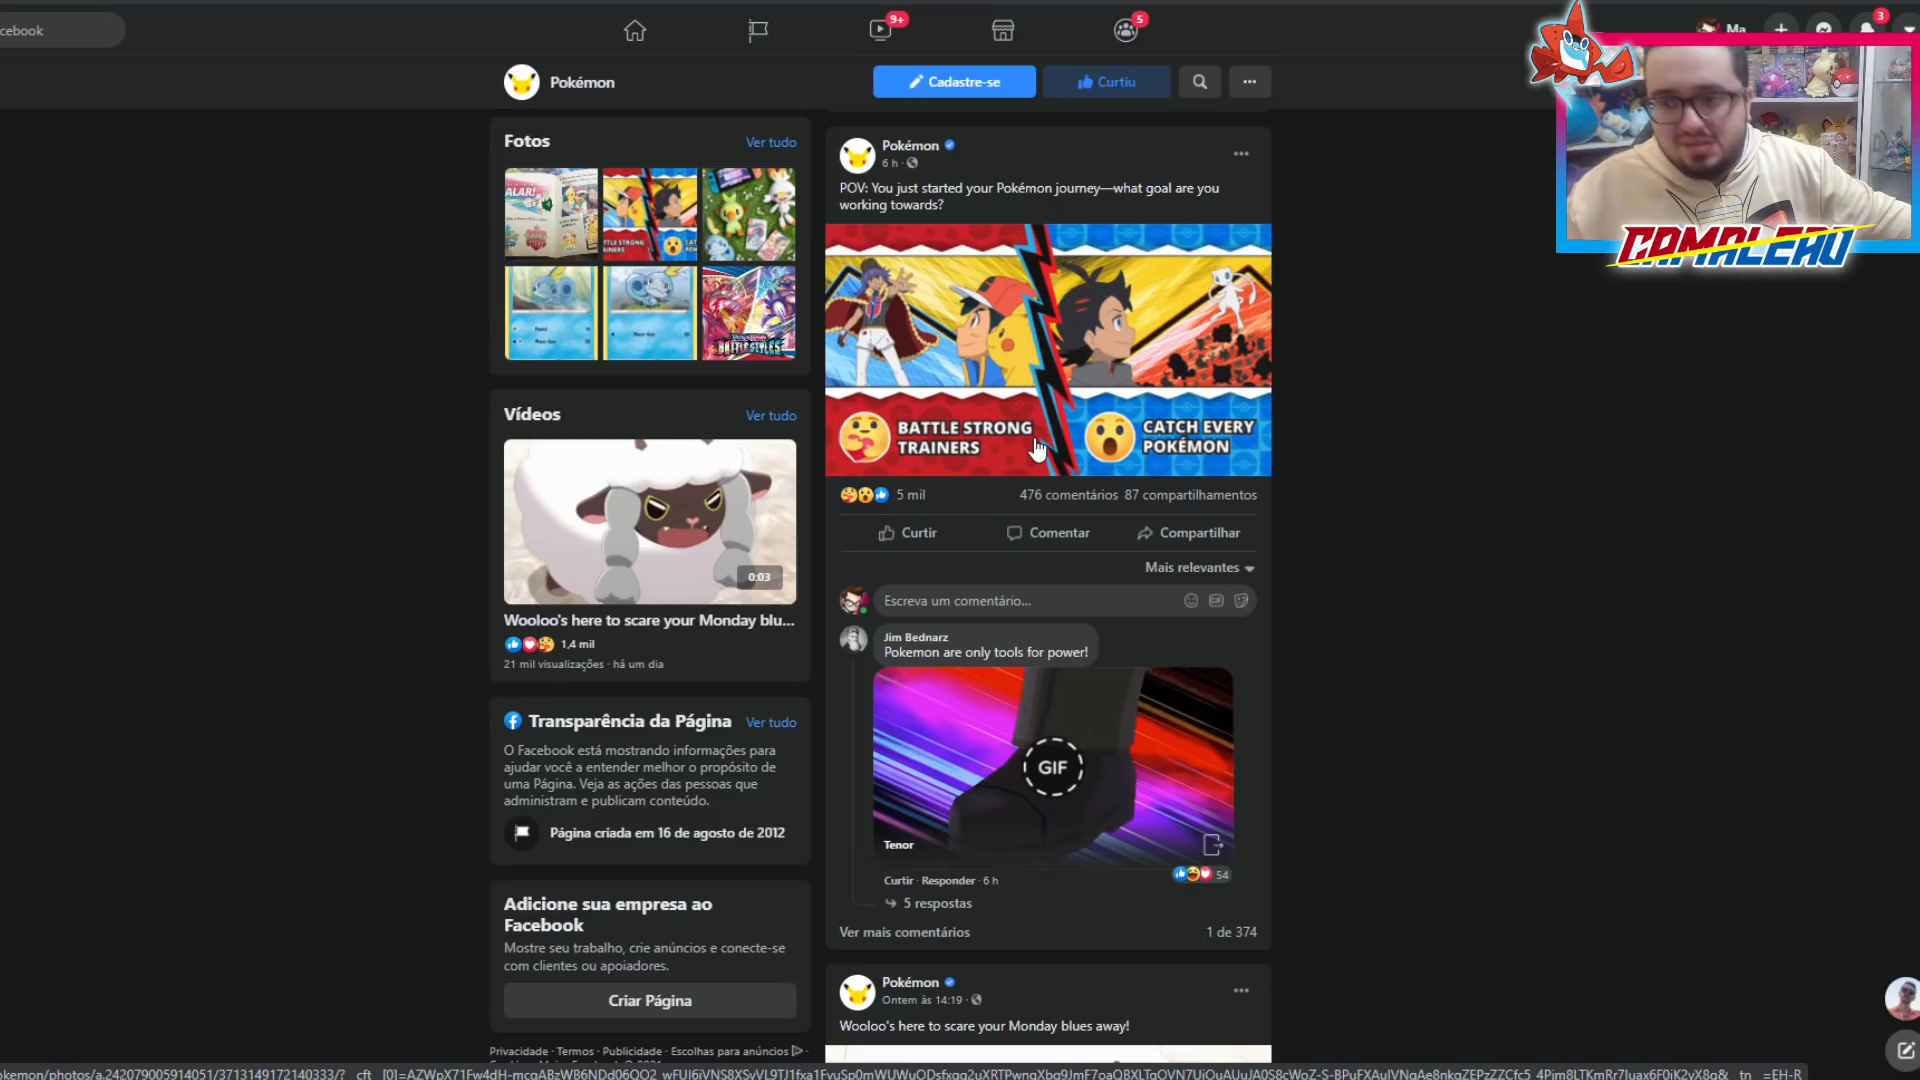 cebook
9+
5
Ma
3
Pokémon
Cadastre-se
Curtiu
CAMALEAO
Fotos
Ver tudo
BATTLE STYLES
Vídeos
Ver tudo
0:03
Wooloo's here to scare your Monday blu...
1,4 mil
21 mil visualizações · há um dia
Transparência da Página
Ver tudo
O Facebook está mostrando informações para
ajudar você a entender melhor o propósito de
uma Página. Veja as ações das pessoas que
administram e publicam conteúdo.
Página criada em 16 de agosto de 2012
Adicione sua empresa ao
Facebook
Mostre seu trabalho, crie anúncios e conecte-se
com clientes ou apoiadores.
Criar Página
Privacidade · Termos · Publicidade · Escolhas para anúncios ·
Pokémon
6 h ·
POV: You just started your Pokémon journey—what goal are you
working towards?
BATTLE STRONG
TRAINERS
CATCH EVERY
POKÉMON
5 mil
476 comentários 87 compartilhamentos
Curtir
Comentar
Compartilhar
Mais relevantes
Escreva um comentário...
GIF
Jim Bednarz
Pokemon are only tools for power!
GIF
Tenor
Curtir · Responder · 6 h
54
5 respostas
Ver mais comentários
1 de 374
Pokémon
Ontem às 14:19 ·
Wooloo's here to scare your Monday blues away!